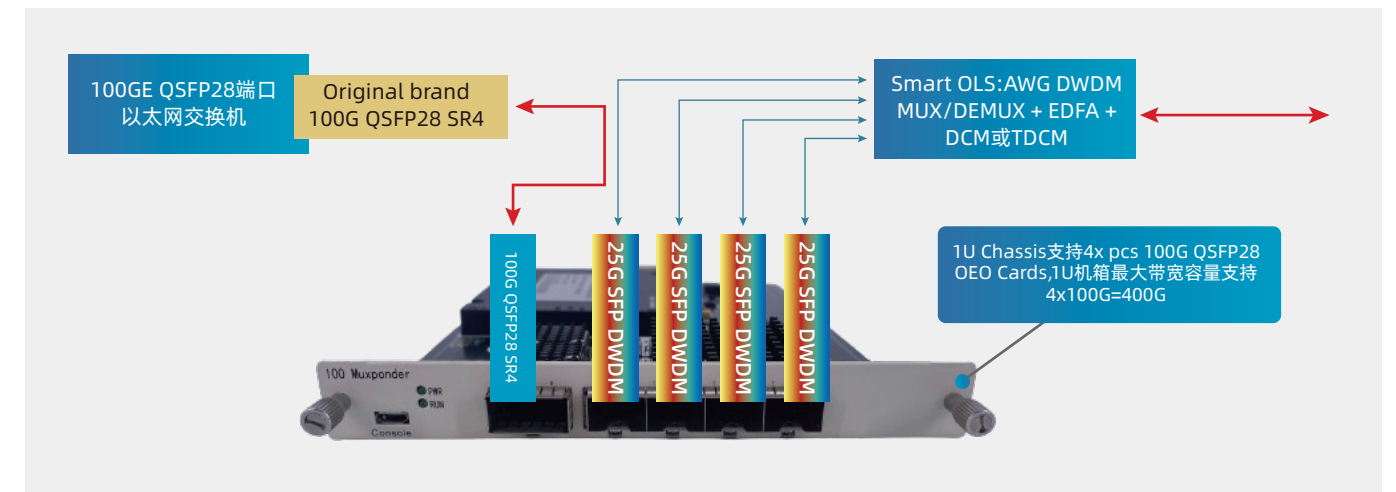 100GE QSFP28端口
以太网交换机
Original brand
100G QSFP28 SR4
Smart OLS:AWG DWDM
MUX/DEMUX + EDFA +
DCM或TDCM
100G QSFP28 SR4
25G SFP DWDM
25G SFP DWDM
25G SFP DWDM
25G SFP DWDM
1U Chassis支持4x pcs 100G QSFP28
OEO Cards,1U机箱最大带宽容量支持
4x100G=400G
100 Muxponder
PWR
RUN
Console